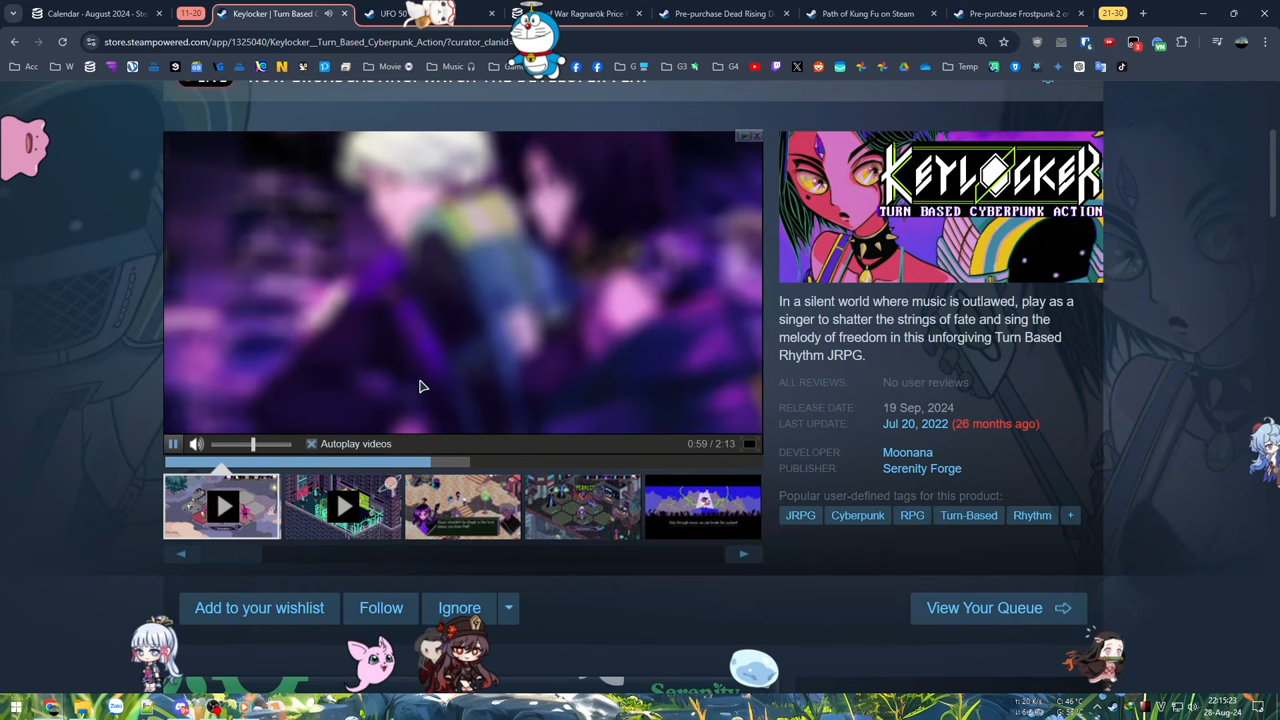 Calendar - August 2024 - Ste
11-20
Keylocker | Turn Based C
UFO 50
of War Ragnarök Price
Pre-purchase Dead Rising D
Path of Kung Fu on Steam
e-purchase Frostpunk 2 o
21-30
.steampowered.com/app/1325
ylocker__Turn_Based_Cyberpunk_Action/?curator_clanid=
Acc
W
Movie
Music
G
G3
G4
Temp
KEYLOCKER
TURN BASED CYBERPUNK ACTION
In a silent world where music is outlawed, play as a
singer to shatter the strings of fate and sing the
melody of freedom in this unforgiving Turn Based
Rhythm JRPG.
ALL REVIEWS: No user reviews
RELEASE DATE: 19 Sep, 2024
LAST UPDATE: Jul 20, 2022 (26 months ago)
DEVELOPER: Moonana
PUBLISHER: Serenity Forge
Popular user-defined tags for this product:
JRPG Cyberpunk RPG Turn-Based Rhythm +
Autoplay videos 0:59 / 2:13
Add to your wishlist Follow Ignore View Your Queue
Serenity
Zalo
22:15:23
28-Aug-24